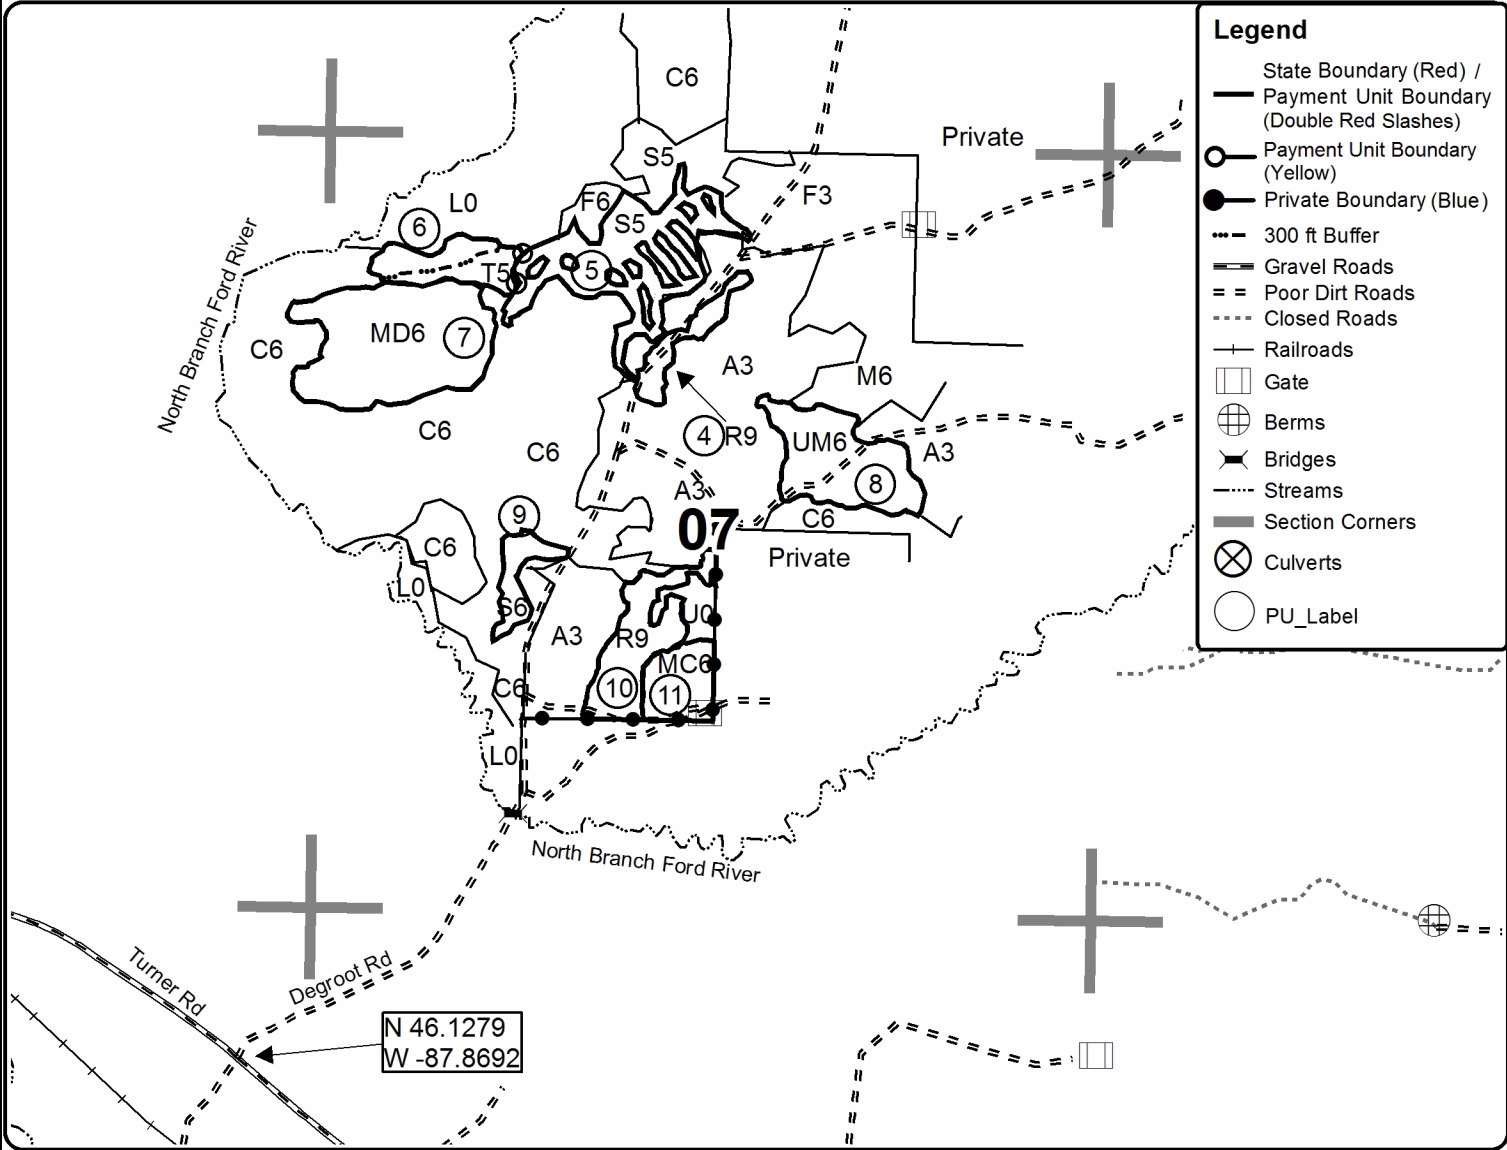 Legend
State Boundary (Red) /
Payment Unit Boundary
(Double Red Slashes)
Payment Unit Boundary
(Yellow)
Private Boundary (Blue)
300 ft Buffer
Gravel Roads
Poor Dirt Roads
Closed Roads
Railroads
Gate
Berms
Bridges
Streams
Section Corners
Culverts
PU_Label
C6
Private
S5
F6
F3
L0
6
S5
T5
5
North Branch Ford River
MD6
7
C6
A3
M6
C6
C6
4
R9
UM6
A3
8
A3
9
07
C6
C6
Private
L0
S6
A3
R9
U0
MC6
C6
10
11
L0
North Branch Ford River
Turner Rd
Degroot Rd
N 46.1279
W -87.8692